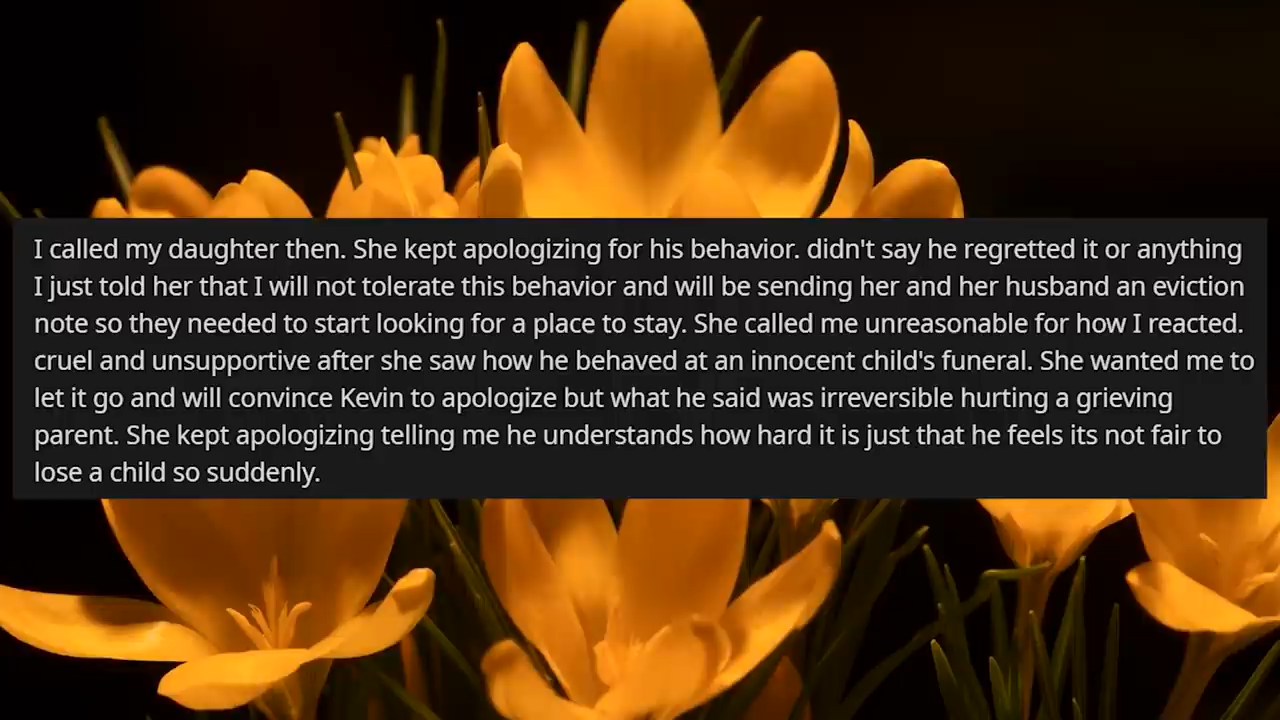 I called my daughter then. She kept apologizing for his behavior. didn't say he regretted it or anything
I just told her that I will not tolerate this behavior and will be sending her and her husband an eviction
note so they needed to start looking for a place to stay. She called me unreasonable for how I reacted.
cruel and unsupportive after she saw how he behaved at an innocent child's funeral. She wanted me to
let it go and will convince Kevin to apologize but what he said was irreversible hurting a grieving
parent. She kept apologizing telling me he understands how hard it is just that he feels its not fair to
lose a child so suddenly.